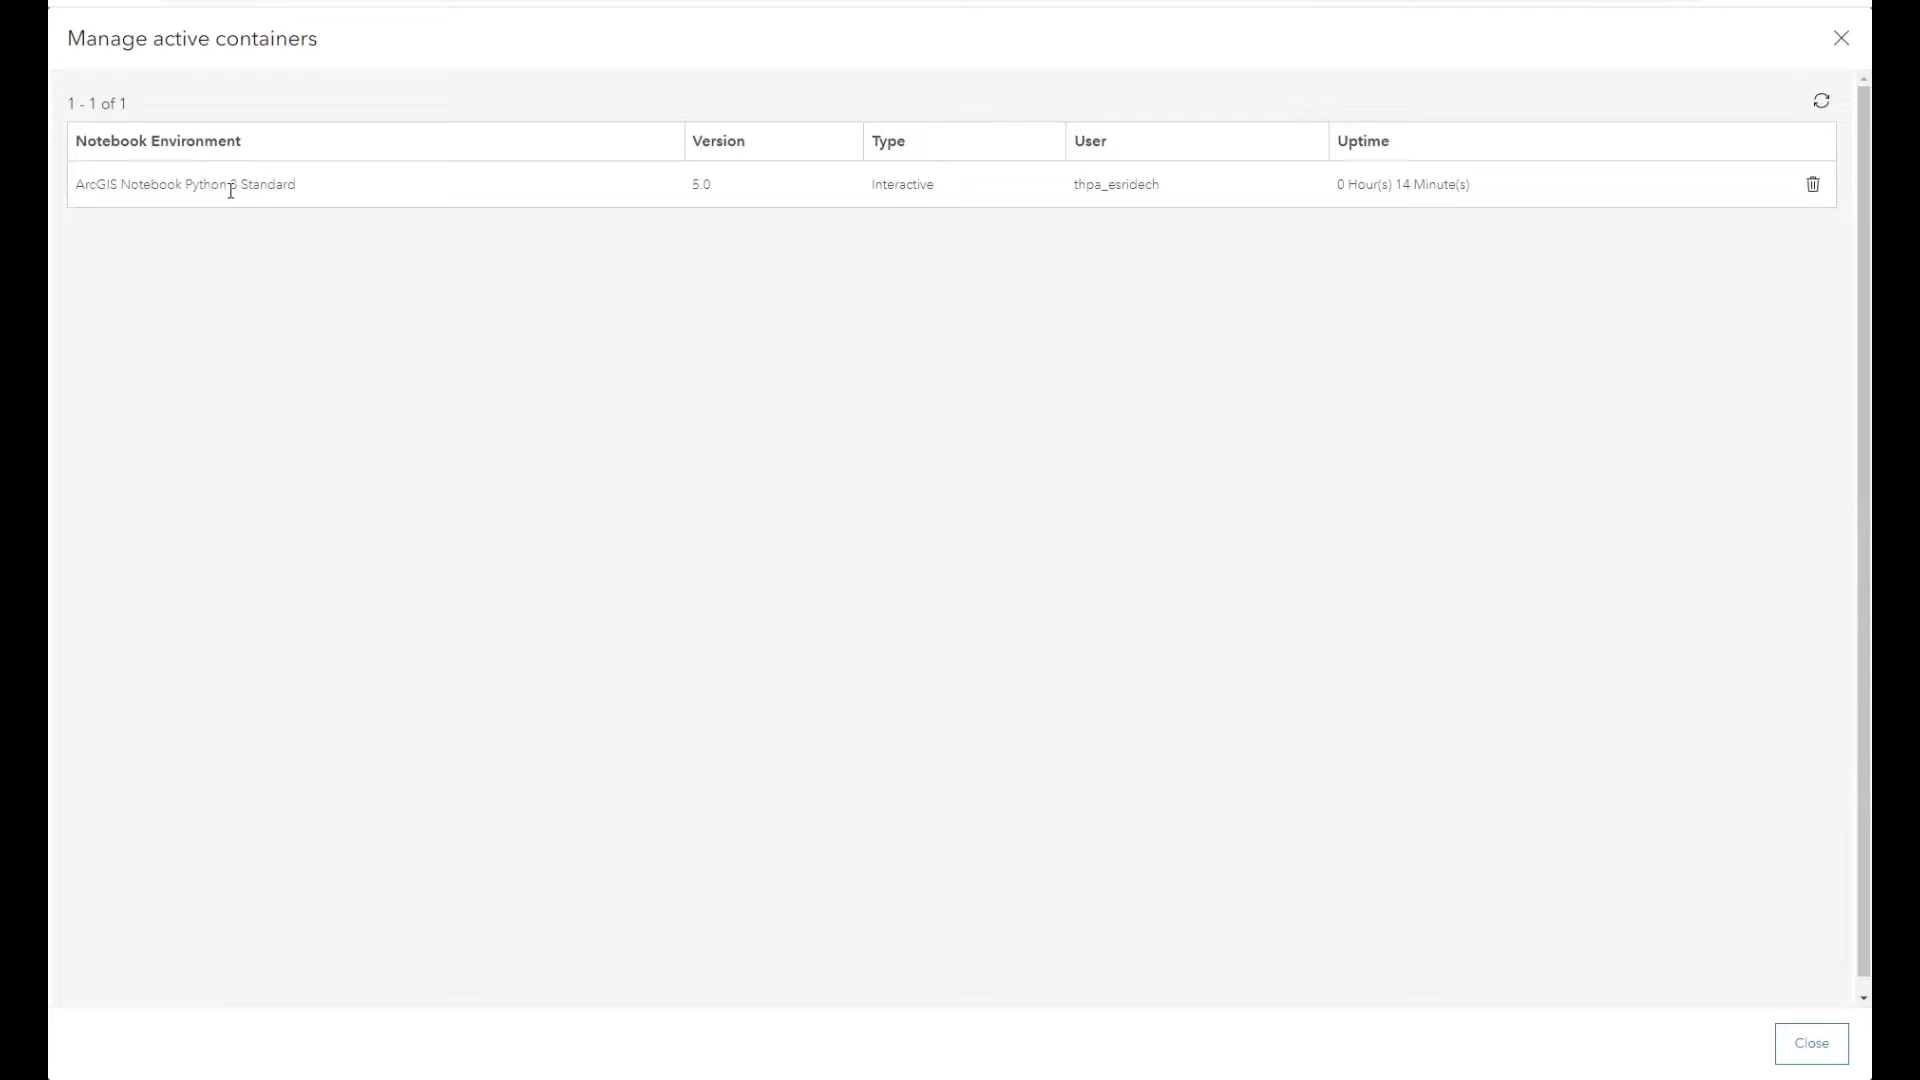 Manage active containers
1 - 1 of 1
Notebook Environment Version Type User Uptime
ArcGIS Notebook Python 3 Standard 5.0 Interactive thpa_esridech 0 Hour(s) 14 Minute(s)
Close